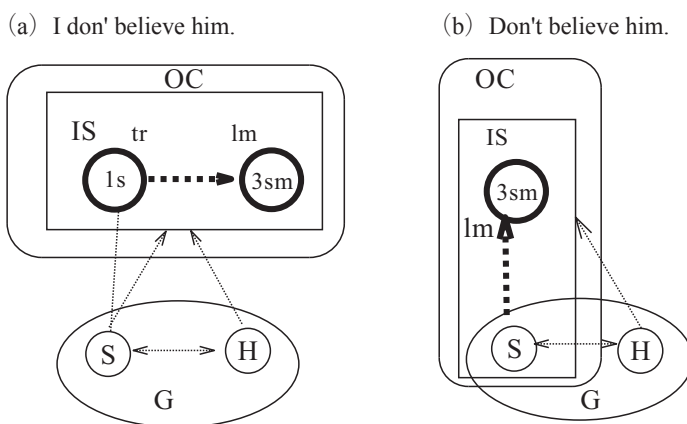 (a) I don' believe him.
OC
IS tr lm
1s 3sm
S H
G
(b) Don't believe him.
OC
IS
3sm
lm
S H
G